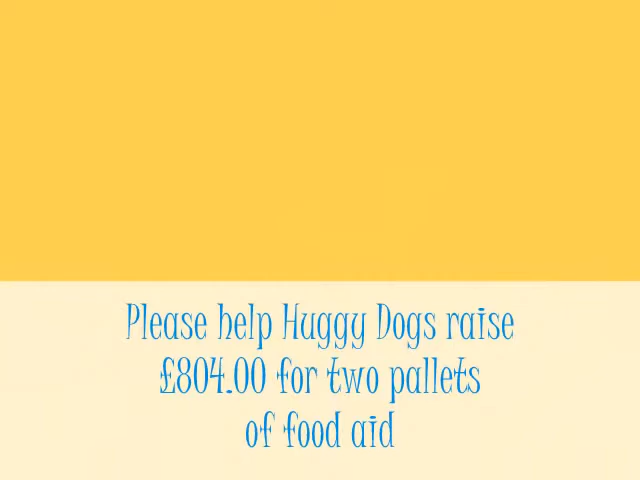 Please help Huggy Dogs raise
£804.00 for two pallets
of food aid